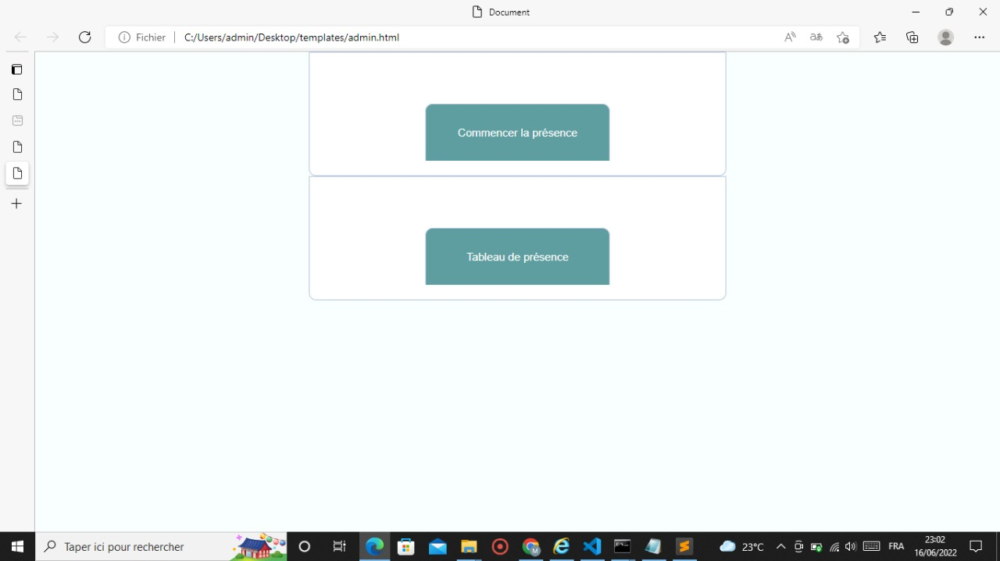 Document
Fichier
C:/Users/admin/Desktop/templates/admin.html
Commencer la présence
Tableau de présence
Taper ici pour rechercher
23°C
FRA
23:02
16/06/2022